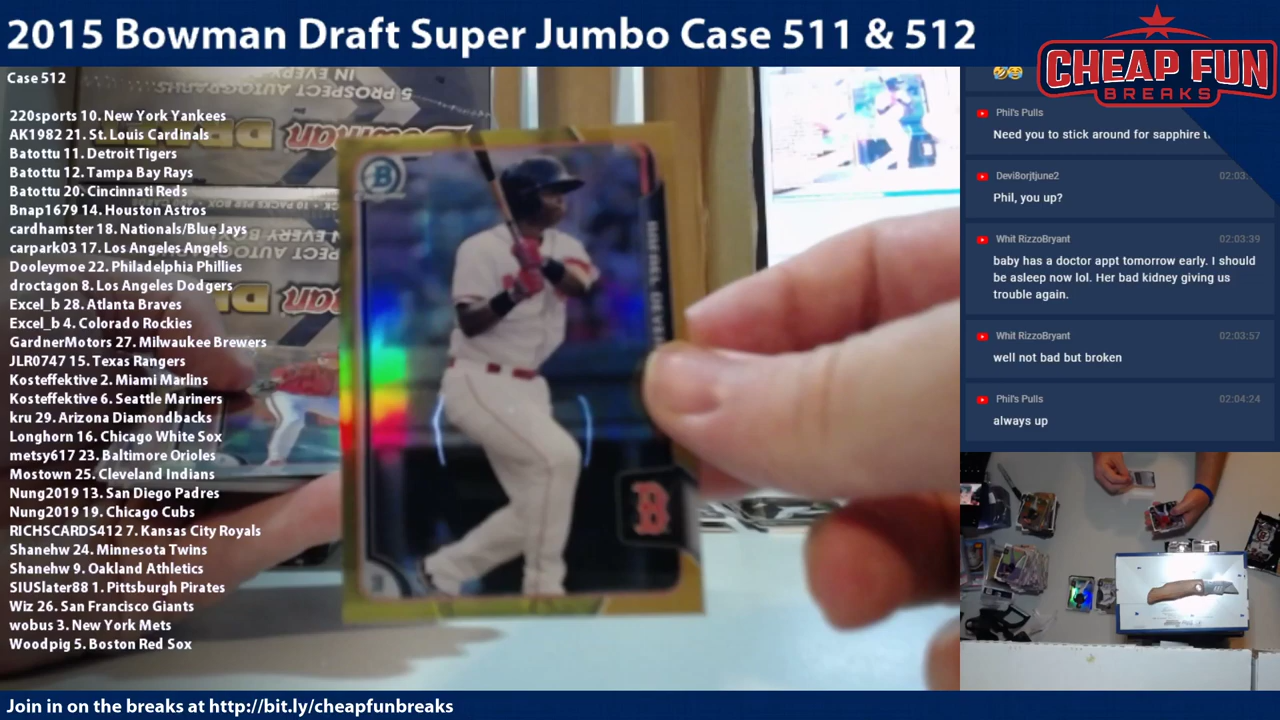 2015 Bowman Draft Super Jumbo Case 511 & 512
CHEAP FUN
BREAKS
Case 512
220sports 10. New York Yankees
AK1982 21. St. Louis Cardinals
Batottu 11. Detroit Tigers
Batottu 12. Tampa Bay Rays
Batottu 20. Cincinnati Reds
Bnap1679 14. Houston Astros
cardhamster 18. Nationals/Blue Jays
carpark03 17. Los Angeles Angels
Dooleymoe 22. Philadelphia Phillies
droctagon 8. Los Angeles Dodgers
Excel_b 28. Atlanta Braves
Excel_b 4. Colorado Rockies
GardnerMotors 27. Milwaukee Brewers
JLR0747 15. Texas Rangers
Kosteffektive 2. Miami Marlins
Kosteffektive 6. Seattle Mariners
kru 29. Arizona Diamondbacks
Longhorn 16. Chicago White Sox
metsy617 23. Baltimore Orioles
Mostown 25. Cleveland Indians
Nung2019 13. San Diego Padres
Nung2019 19. Chicago Cubs
RICHSCARDS412 7. Kansas City Royals
Shanehw 24. Minnesota Twins
Shanehw 9. Oakland Athletics
SIUSlater88 1. Pittsburgh Pirates
Wiz 26. San Francisco Giants
wobus 3. New York Mets
Woodpig 5. Boston Red Sox
5 PROSPECT AUTOGRAPHS
IN EVERY
B
B
Phil's Pulls
Need you to stick around for sapphire
Devi8orjtjune2 02:03:
Phil, you up?
Whit RizzoBryant 02:03:39
baby has a doctor appt tomorrow early. I should
be asleep now lol. Her bad kidney giving us
trouble again.
Whit RizzoBryant 02:03:57
well not bad but broken
Phil's Pulls 02:04:24
always up
Join in on the breaks at http://bit.ly/cheapfunbreaks